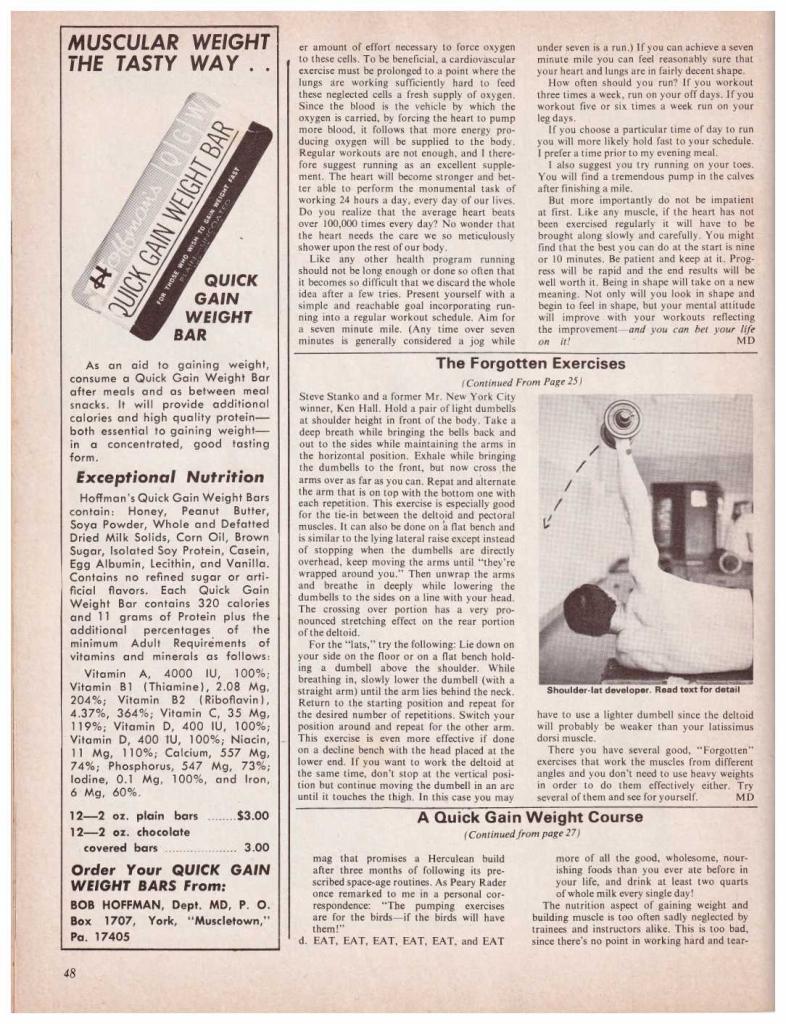 MUSCULAR WEIGHT
THE TASTY WAY . .
Hoffman's QIGIW
QUICK GAIN WEIGHT BAR
FOR THOSE WHO WISH TO GAIN WEIGHT FAST
PLAIN
QUICK
GAIN
WEIGHT
BAR
As an aid to gaining weight,
consume a Quick Gain Weight Bar
after meals and as between meal
snacks. It will provide additional
calories and high quality protein—
both essential to gaining weight—
in a concentrated, good tasting
form.
Exceptional Nutrition
Hoffman's Quick Gain Weight Bars
contain: Honey, Peanut Butter,
Soya Powder, Whole and Defatted
Dried Milk Solids, Corn Oil, Brown
Sugar, Isolated Soy Protein, Casein,
Egg Albumin, Lecithin, and Vanilla.
Contains no refined sugar or arti-
ficial flavors. Each Quick Gain
Weight Bar contains 320 calories
and 11 grams of Protein plus the
additional percentages of the
minimum Adult Requirements of
vitamins and minerals as follows:
Vitamin A, 4000 IU, 100%;
Vitamin B1 (Thiamine), 2.08 Mg,
204%; Vitamin B2 (Riboflavin),
4.37%, 364%; Vitamin C, 35 Mg,
119%; Vitamin D, 400 IU, 100%;
Vitamin D, 400 IU, 100%; Niacin,
11 Mg, 110%; Calcium, 557 Mg,
74%; Phosphorus, 547 Mg, 73%;
Iodine, 0.1 Mg, 100%, and Iron,
6 Mg, 60%.
12—2 oz. plain bars ........$3.00
12—2 oz. chocolate
covered bars .................. 3.00
Order Your QUICK GAIN
WEIGHT BARS From:
BOB HOFFMAN, Dept. MD, P. O.
Box 1707, York, "Muscletown,"
Pa. 17405
er amount of effort necessary to force oxygen
to these cells. To be beneficial, a cardiovascular
exercise must be prolonged to a point where the
lungs are working sufficiently hard to feed
these neglected cells a fresh supply of oxygen.
Since the blood is the vehicle by which the
oxygen is carried, by forcing the heart to pump
more blood, it follows that more energy pro-
ducing oxygen will be supplied to the body.
Regular workouts are not enough, and I there-
fore suggest running as an excellent supple-
ment. The heart will become stronger and bet-
ter able to perform the monumental task of
working 24 hours a day, every day of our lives.
Do you realize that the average heart beats
over 100,000 times every day? No wonder that
the heart needs the care we so meticulously
shower upon the rest of our body.
Like any other health program running
should not be long enough or done so often that
it becomes so difficult that we discard the whole
idea after a few tries. Present yourself with a
simple and reachable goal incorporating run-
ning into a regular workout schedule. Aim for
a seven minute mile. (Any time over seven
minutes is generally considered a jog while
under seven is a run.) If you can achieve a seven
minute mile you can feel reasonably sure that
your heart and lungs are in fairly decent shape.
How often should you run? If you workout
three times a week, run on your off days. If you
workout five or six times a week run on your
leg days.
If you choose a particular time of day to run
you will more likely hold fast to your schedule.
I prefer a time prior to my evening meal.
I also suggest you try running on your toes.
You will find a tremendous pump in the calves
after finishing a mile.
But more importantly do not be impatient
at first. Like any muscle, if the heart has not
been exercised regularly it will have to be
brought along slowly and carefully. You might
find that the best you can do at the start is nine
or 10 minutes. Be patient and keep at it. Prog-
ress will be rapid and the end results will be
well worth it. Being in shape will take on a new
meaning. Not only will you look in shape and
begin to feel in shape, but your mental attitude
will improve with your workouts reflecting
the improvement—and you can bet your life
on it! MD
The Forgotten Exercises
(Continued From Page 25)
Steve Stanko and a former Mr. New York City
winner, Ken Hall. Hold a pair of light dumbells
at shoulder height in front of the body. Take a
deep breath while bringing the bells back and
out to the sides while maintaining the arms in
the horizontal position. Exhale while bringing
the dumbells to the front, but now cross the
arms over as far as you can. Repat and alternate
the arm that is on top with the bottom one with
each repetition. This exercise is especially good
for the tie-in between the deltoid and pectoral
muscles. It can also be done on a flat bench and
is similar to the lying lateral raise except instead
of stopping when the dumbells are directly
overhead, keep moving the arms until "they're
wrapped around you." Then unwrap the arms
and breathe in deeply while lowering the
dumbells to the sides on a line with your head.
The crossing over portion has a very pro-
nounced stretching effect on the rear portion
of the deltoid.
For the "lats," try the following: Lie down on
your side on the floor or on a flat bench hold-
ing a dumbell above the shoulder. While
breathing in, slowly lower the dumbell (with a
straight arm) until the arm lies behind the neck.
Return to the starting position and repeat for
the desired number of repetitions. Switch your
position around and repeat for the other arm.
This exercise is even more effective if done
on a decline bench with the head placed at the
lower end. If you want to work the deltoid at
the same time, don't stop at the vertical posi-
tion but continue moving the dumbell in an arc
until it touches the thigh. In this case you may
Shoulder-lat developer. Read text for detail
have to use a lighter dumbell since the deltoid
will probably be weaker than your latissimus
dorsi muscle.
There you have several good, "Forgotten"
exercises that work the muscles from different
angles and you don't need to use heavy weights
in order to do them effectively either. Try
several of them and see for yourself. MD
A Quick Gain Weight Course
(Continued from page 27)
mag that promises a Herculean build
after three months of following its pre-
scribed space-age routines. As Peary Rader
once remarked to me in a personal cor-
respondence: "The pumping exercises
are for the birds—if the birds will have
them!"
d. EAT, EAT, EAT, EAT, EAT, and EAT
more of all the good, wholesome, nour-
ishing foods than you ever ate before in
your life, and drink at least two quarts
of whole milk every single day!
The nutrition aspect of gaining weight and
building muscle is too often sadly neglected by
trainees and instructors alike. This is too bad,
since there's no point in working hard and tear-
48